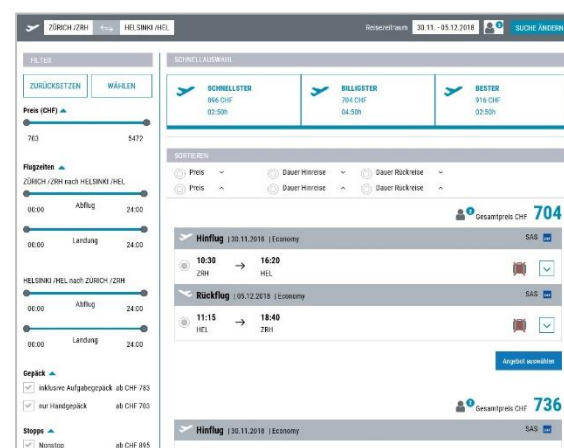 ZÜRICH /ZRH
HELSINKI /HEL
Reisezeitraum 30.11. - 05.12.2018
SUCHE ÄNDERN
FILTER
ZURÜCKSETZEN WÄHLEN
Preis (CHF)
703 5472
Flugzeiten
ZÜRICH /ZRH nach HELSINKI /HEL
00:00 Abflug 24:00
00:00 Landung 24:00
HELSINKI /HEL nach ZÜRICH /ZRH
00:00 Abflug 24:00
00:00 Landung 24:00
Gepäck
inklusive Aufgabegepäck ab CHF 783
nur Handgepäck ab CHF 703
Stopps
Nonstop ab CHF 895
SCHNELLAUSWAHL
SCHNELLSTER
896 CHF
02:50h
BILLIGSTER
704 CHF
04:50h
BESTER
916 CHF
02:50h
SORTIEREN
Preis Dauer Hinreise Dauer Rückreise
Preis Dauer Hinreise Dauer Rückreise
Gesamtpreis CHF 704
Hinflug | 30.11.2018 | Economy SAS
10:30 → 16:20
ZRH HEL
Rückflug | 05.12.2018 | Economy SAS
11:15 → 18:40
HEL ZRH
Angebot auswählen
Gesamtpreis CHF 736
Hinflug | 30.11.2018 | Economy SAS